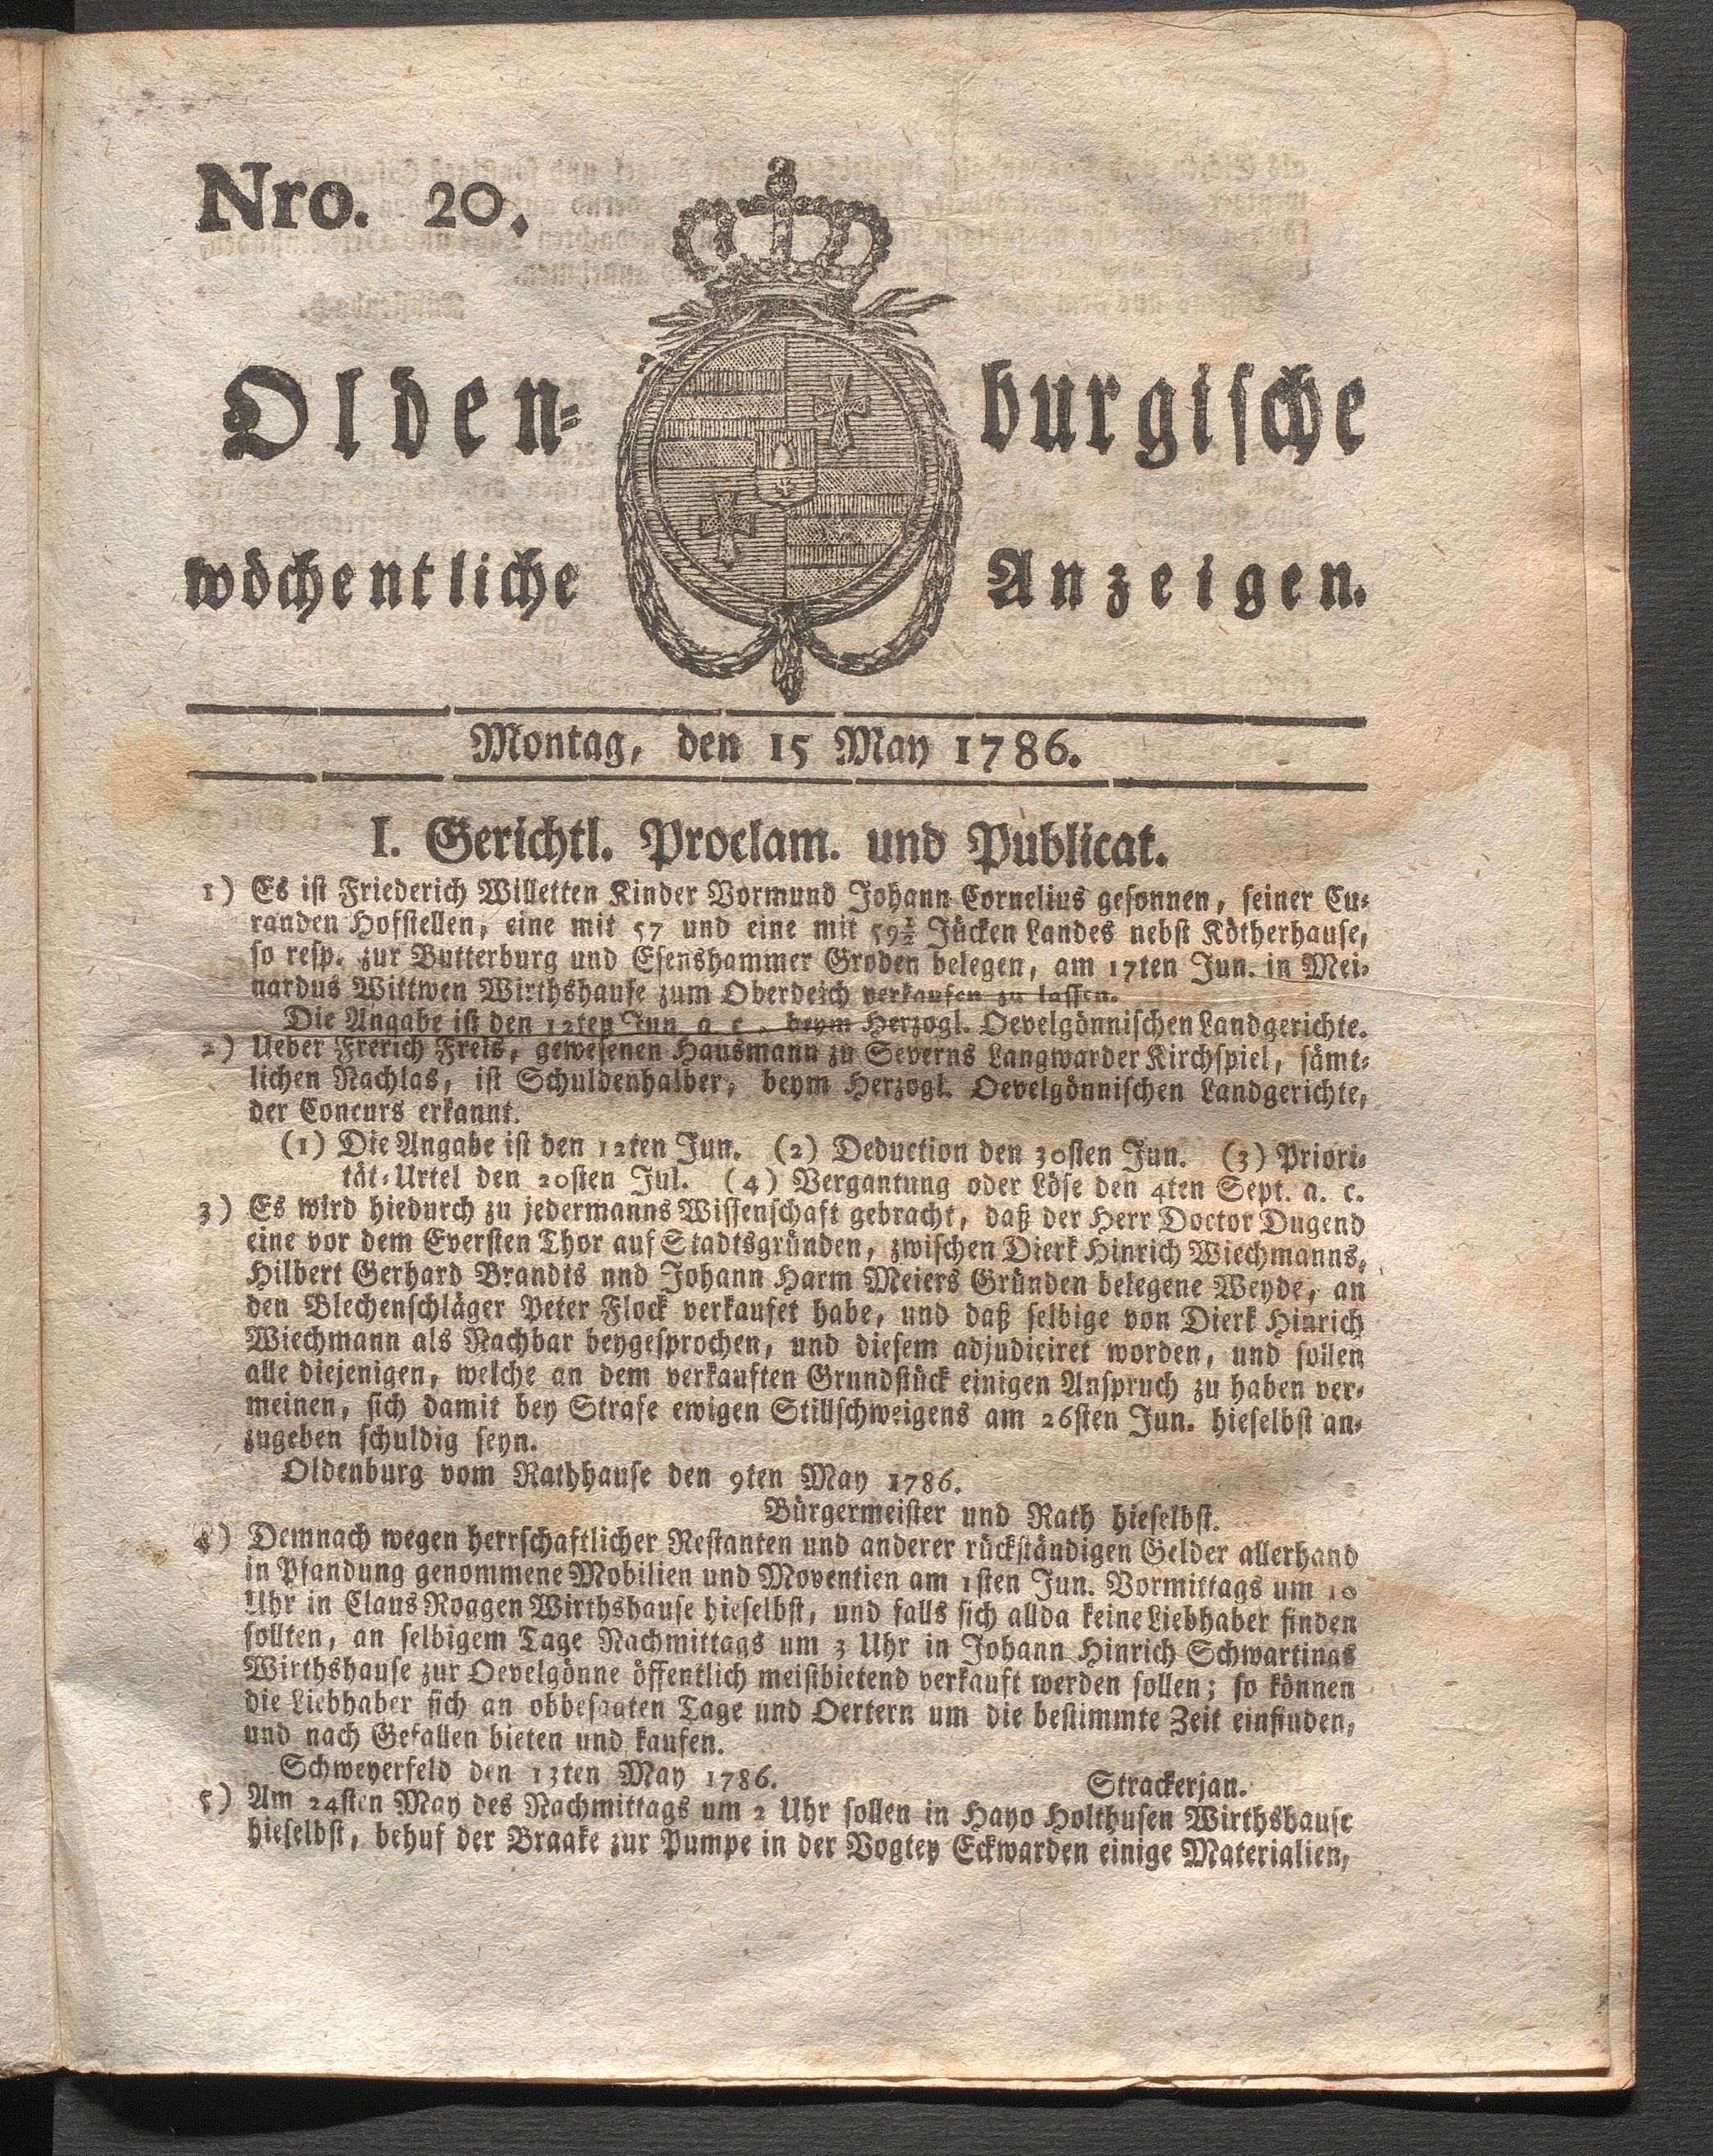 Nro. 20.
Olden- burgische
wöchentliche Anzeigen.
Montag, den 15 May 1786.
I. Gerichtl. Proclam. und Publicat.
1) Es ist Friederich Willetten Kinder Vormund Johann Cornelius gesonnen, seiner Cu-
randen Hofstellen, eine mit 57 und eine mit 59½ Jücken Landes nebst Kötherhause,
so resp. zur Butterburg und Esenshammer Groden belegen, am 17ten Jun. in Mei-
nardus Wittwen Wirthshause zum Oberdeich verkaufen zu lassen.
Die Angabe ist den 12ten Jun. a. c., beym Herzogl. Oevelgönnischen Landgerichte.
2) Ueber Frerich Frels, gewesenen Hausmann zu Severns Langwarder Kirchspiel, sämt-
lichen Nachlas, ist Schuldenhalber, beym Herzogl. Oevelgönnischen Landgerichte,
der Concurs erkannt.
(1) Die Angabe ist den 12ten Jun. (2) Deduction den 30sten Jun. (3) Priori-
tät-Urtel den 20sten Jul. (4) Vergantung oder Löse den 4ten Sept. a. c.
3) Es wird hiedurch zu jedermanns Wissenschaft gebracht, daß der Herr Doctor Dugend
eine vor dem Eversten Thor auf Stadtsgründen, zwischen Dierk Hinrich Wiechmanns,
Hilbert Gerhard Brandts nnd Johann Harm Meiers Gründen belegene Weyde, an
den Blechenschläger Peter Flock verkaufet habe, und daß selbige von Dierk Hinrich
Wiechmann als Nachbar beygesprochen, und diesem adjudiciret worden, und sollen
alle diejenigen, welche an dem verkauften Grundstück einigen Anspruch zu haben ver-
meinen, sich damit bey Strafe ewigen Stillschweigens am 26sten Jun. hieselbst an-
zugeben schuldig seyn.
Oldenburg vom Rathhause den 9ten May 1786.
Bürgermeister und Rath hieselbst.
4) Demnach wegen herrschaftlicher Restanten und anderer rückständigen Gelder allerhand
in Pfandung genommene Mobilien und Moventien am 1sten Jun. Vormittags um 10
Uhr in Claus Roggen Wirthshause hieselbst, und falls sich allda keine Liebhaber finden
sollten, an selbigem Tage Nachmittags um 3 Uhr in Johann Hinrich Schwartings
Wirthshause zur Oevelgönne öffentlich meistbietend verkauft werden sollen; so können
die Liebhaber sich an obbesagten Tage und Oertern um die bestimmte Zeit einfinden,
und nach Gefallen bieten und kaufen.
Schweyerfeld den 13ten May 1786. Strackerjan.
5) Am 24sten May des Nachmittags um 2 Uhr sollen in Hayo Holthusen Wirthshause
hieselbst, behuf der Braake zur Pumpe in der Vogtey Eckwarden einige Materialien,